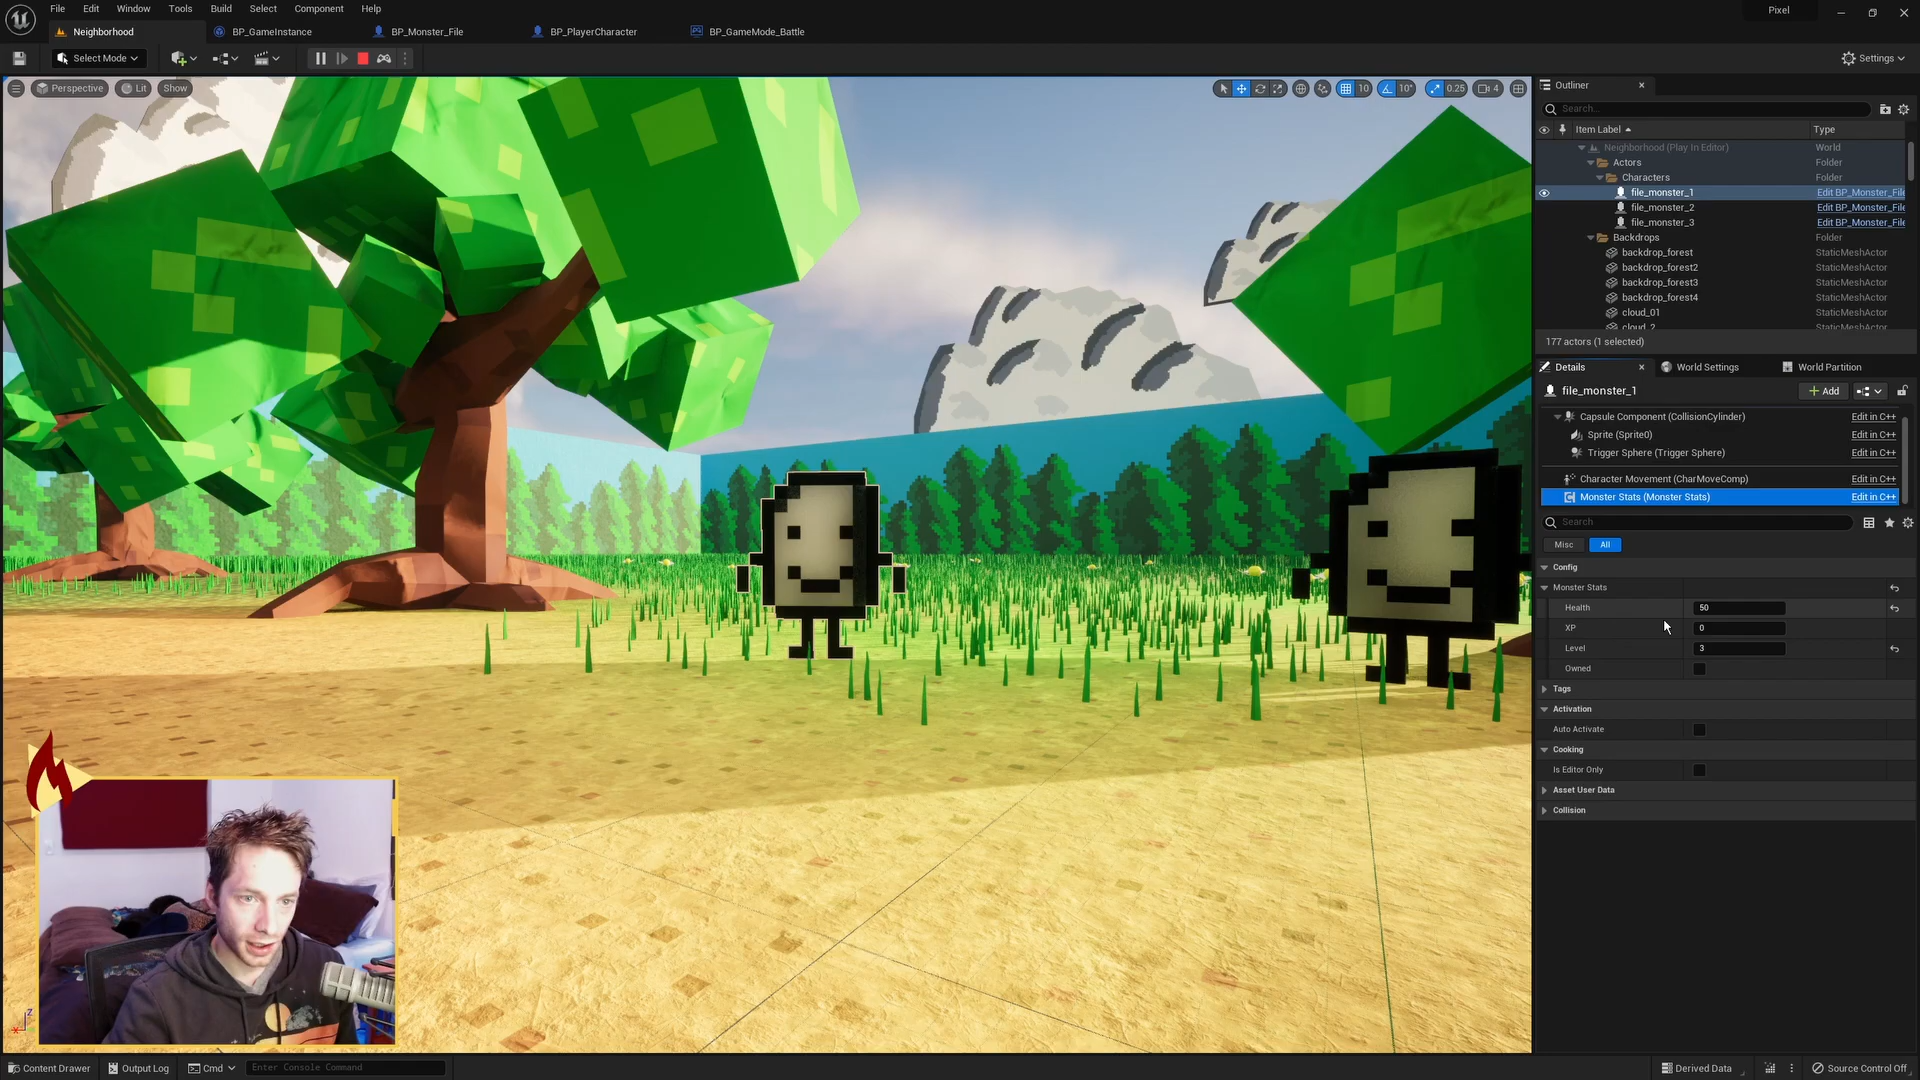 File Edit Window Tools Build Select Component Help
Pixel
Neighborhood BP_GameInstance BP_Monster_File BP_PlayerCharacter BP_GameMode_Battle
Select Mode
Settings
Perspective Lit Show
10 10° 0.25 4
Outliner
Search...
Item Label Type
Neighborhood (Play In Editor) World
Actors Folder
Characters Folder
file_monster_1 Edit BP_Monster_File
file_monster_2 Edit BP_Monster_File
file_monster_3 Edit BP_Monster_File
Backdrops Folder
backdrop_forest StaticMeshActor
backdrop_forest2 StaticMeshActor
backdrop_forest3 StaticMeshActor
backdrop_forest4 StaticMeshActor
cloud_01 StaticMeshActor
cloud_2 StaticMeshActor
177 actors (1 selected)
Details World Settings World Partition
file_monster_1 Add
Capsule Component (CollisionCylinder) Edit in C++
Sprite (Sprite0) Edit in C++
Trigger Sphere (Trigger Sphere) Edit in C++
Character Movement (CharMoveComp) Edit in C++
Monster Stats (Monster Stats) Edit in C++
Search
Misc All
Config
Monster Stats
Health 50
XP 0
Level 3
Owned
Tags
Activation
Auto Activate
Cooking
Is Editor Only
Asset User Data
Collision
Z
X
Content Drawer Output Log Cmd Enter Console Command Derived Data Source Control Off